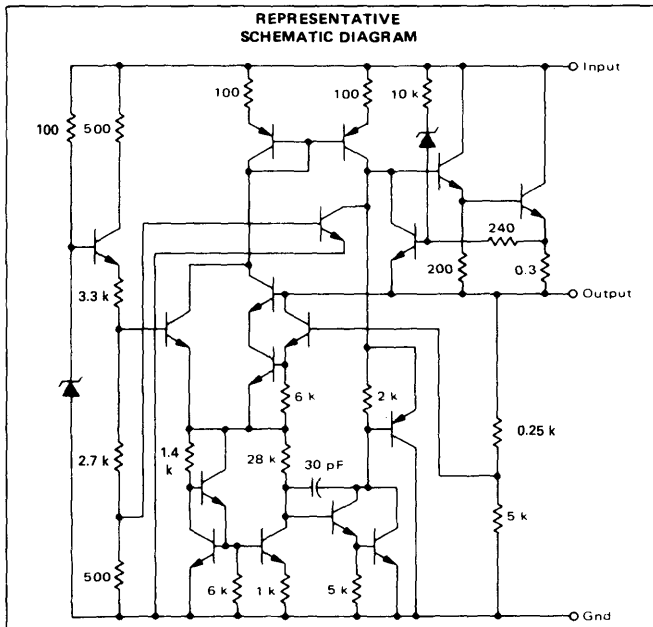 REPRESENTATIVE
SCHEMATIC DIAGRAM
Input
100
500
100
100
10 k
240
200
0.3
3.3 k
Output
6 k
2 k
0.25 k
2.7 k
1.4
k
28 k
30 pF
5 k
500
6 k
1 k
5 k
Gnd